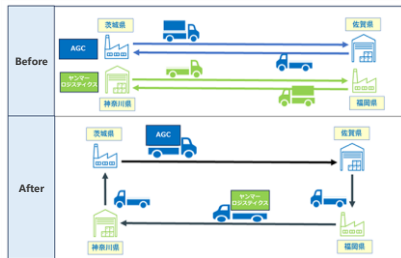 Before
茨城県
佐賀県
AGC
ヤンマー
ロジスティクス
神奈川県
福岡県
After
茨城県
AGC
佐賀県
ヤンマー
ロジスティクス
神奈川県
福岡県